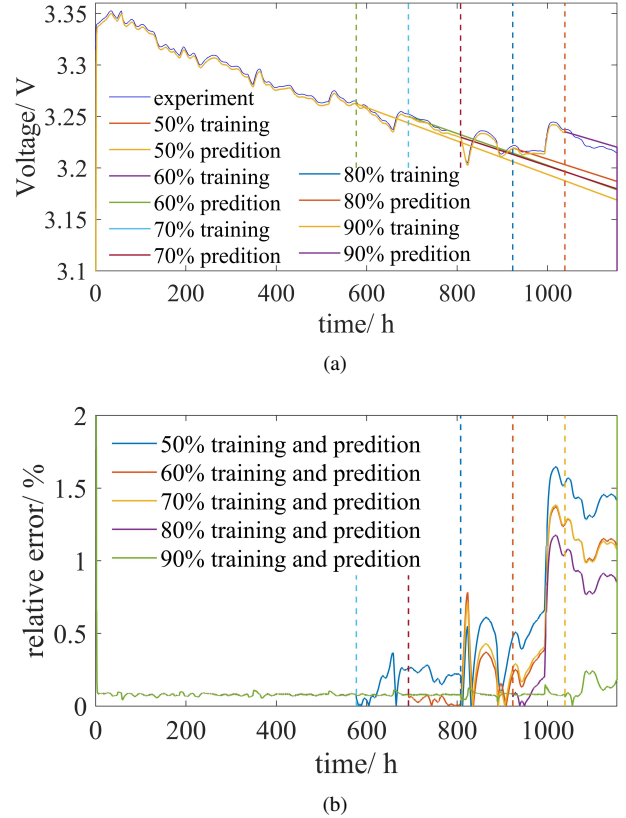 3.35
3.3
3.25
3.2
3.15
3.1
Voltage/ V
experiment
50% training
50% predition
60% training
60% predition
70% training
70% predition
80% training
80% predition
90% training
90% predition
0
200
400
600
800
1000
time/ h
(a)
2
1.5
1
0.5
0
relative error/ %
50% training and predition
60% training and predition
70% training and predition
80% training and predition
90% training and predition
0
200
400
600
800
1000
time/ h
(b)